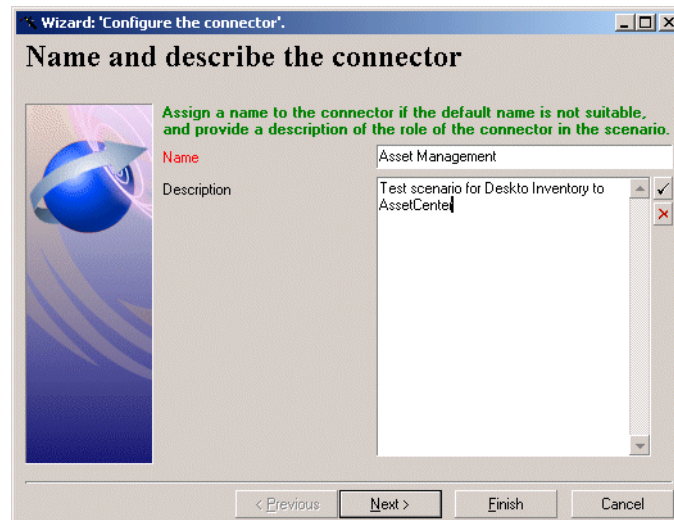 Wizard: 'Configure the connector'.
Name and describe the connector
Assign a name to the connector if the default name is not suitable,
and provide a description of the role of the connector in the scenario.
Name
Asset Management
Description
Test scenario for Deskto Inventory to
AssetCenter
< Previous
Next >
Finish
Cancel